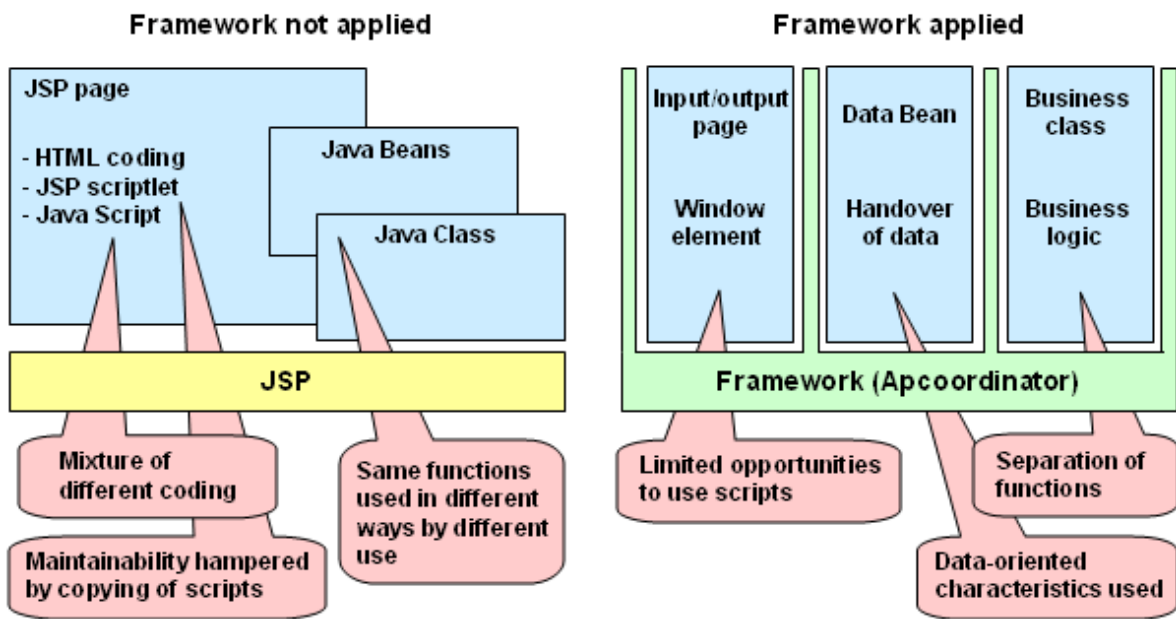 Framework not applied
JSP page
- HTML coding
- JSP scriptlet
- Java Script
Java Beans
Java Class
JSP
Mixture of
different coding
Maintainability hampered
by copying of scripts
Same functions
used in different
ways by different
use
Framework applied
Input/output
page
Window
element
Data Bean
Handover
of data
Business
class
Business
logic
Framework (Apcoordinator)
Limited opportunities
to use scripts
Separation of
functions
Data-oriented
characteristics used